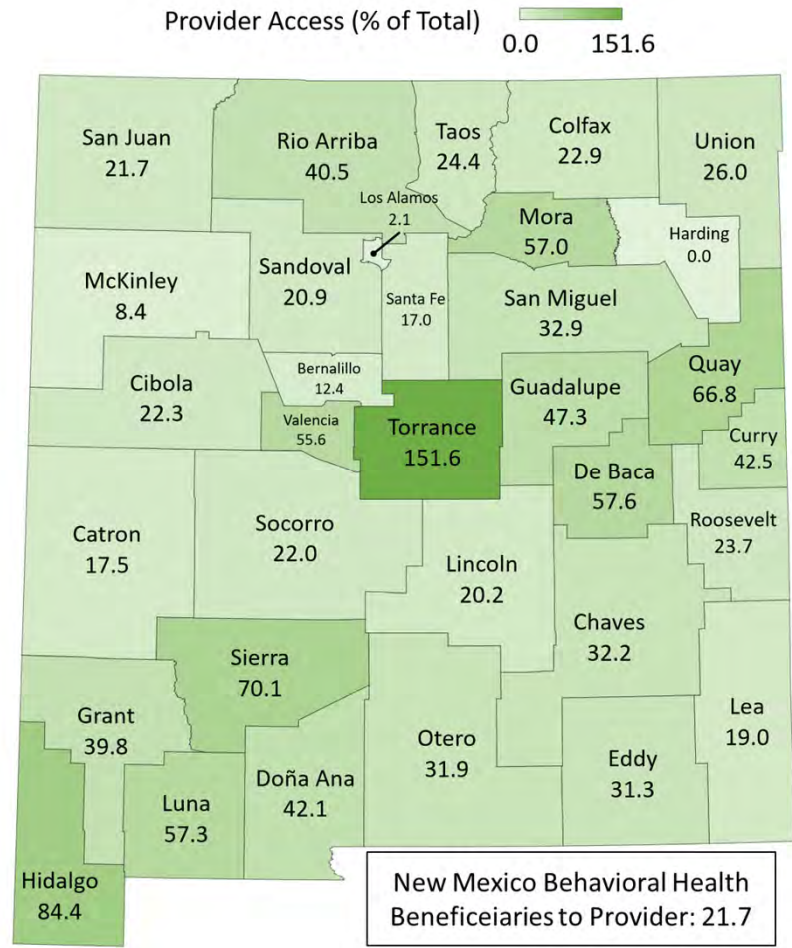 Provider Access (% of Total)
0.0
151.6
San Juan
21.7
Rio Arriba
40.5
Taos
24.4
Colfax
22.9
Union
26.0
Los Alamos
2.1
Mora
57.0
Harding
0.0
McKinley
8.4
Sandoval
20.9
Santa Fe
17.0
San Miguel
32.9
Quay
66.8
Cibola
22.3
Bernalillo
12.4
Valencia
55.6
Torrance
151.6
Guadalupe
47.3
Curry
42.5
De Baca
57.6
Catron
17.5
Socorro
22.0
Roosevelt
23.7
Lincoln
20.2
Chaves
32.2
Sierra
70.1
Grant
39.8
Lea
19.0
Otero
31.9
Eddy
31.3
Luna
57.3
Doña Ana
42.1
Hidalgo
84.4
New Mexico Behavioral Health
Beneficeiaries to Provider: 21.7